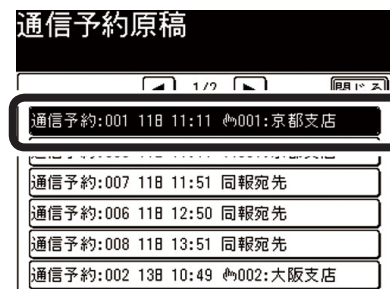 通信予約原稿
1/2 閉じる
通信予約:001 11日 11:11 001:京都支店
通信予約:007 11日 11:51 同報宛先
通信予約:006 11日 12:50 同報宛先
通信予約:008 11日 13:51 同報宛先
通信予約:002 13日 10:49 002:大阪支店